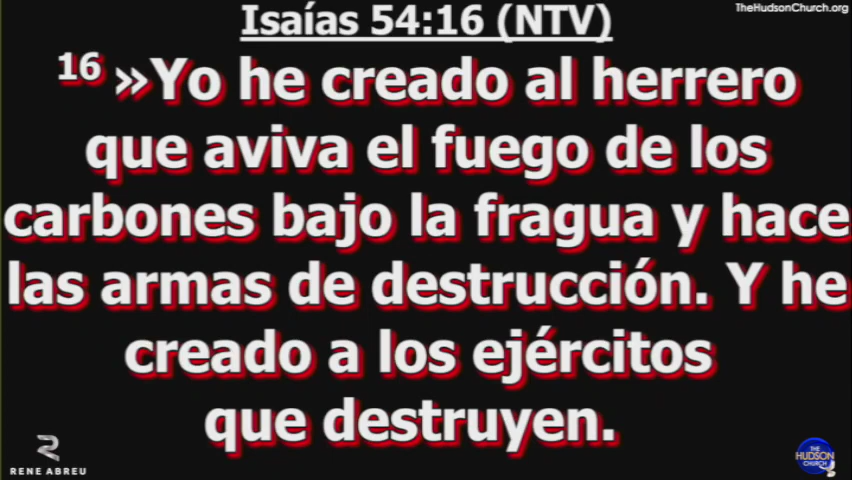 Isaías 54:16 (NTV)
TheHudsonChurch.org
16 »Yo he creado al herrero
que aviva el fuego de los
carbones bajo la fragua y hace
las armas de destrucción. Y he
creado a los ejércitos
que destruyen.
RENE ABREU
THE
HUDSON
CHURCH